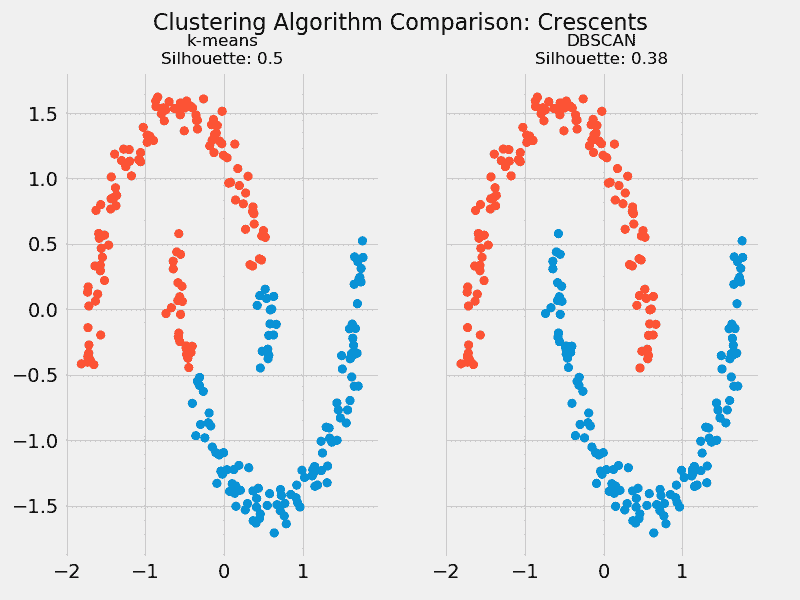 Clustering Algorithm Comparison: Crescents
k-means
Silhouette: 0.5
DBSCAN
Silhouette: 0.38
1.5
1.0
0.5
0.0
−0.5
−1.0
−1.5
−2 −1 0 1
−2 −1 0 1